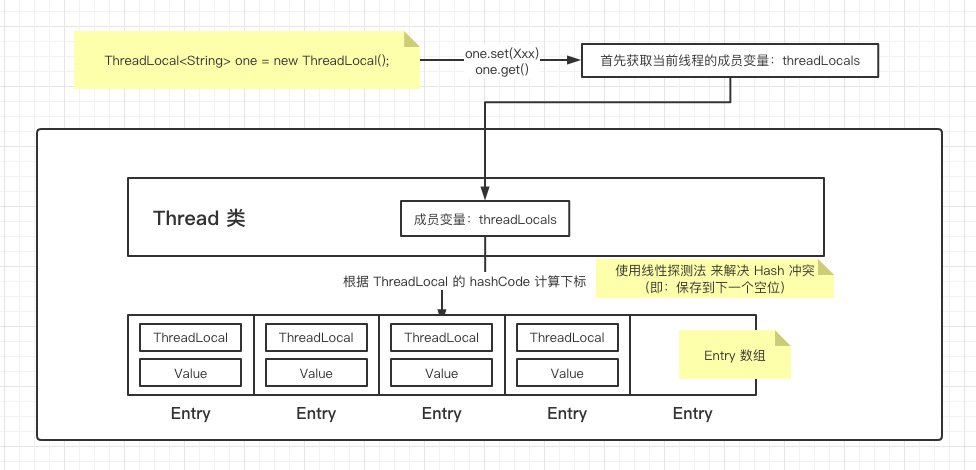 ThreadLocal<String> one = new ThreadLocal();
one.set(Xxx)
one.get()
首先获取当前线程的成员变量：threadLocals
Thread 类
成员变量：threadLocals
根据 ThreadLocal 的 hashCode 计算下标
使用线性探测法 来解决 Hash 冲突
（即：保存到下一个空位）
ThreadLocal
ThreadLocal
ThreadLocal
ThreadLocal
Value
Value
Value
Value
Entry 数组
Entry
Entry
Entry
Entry
Entry